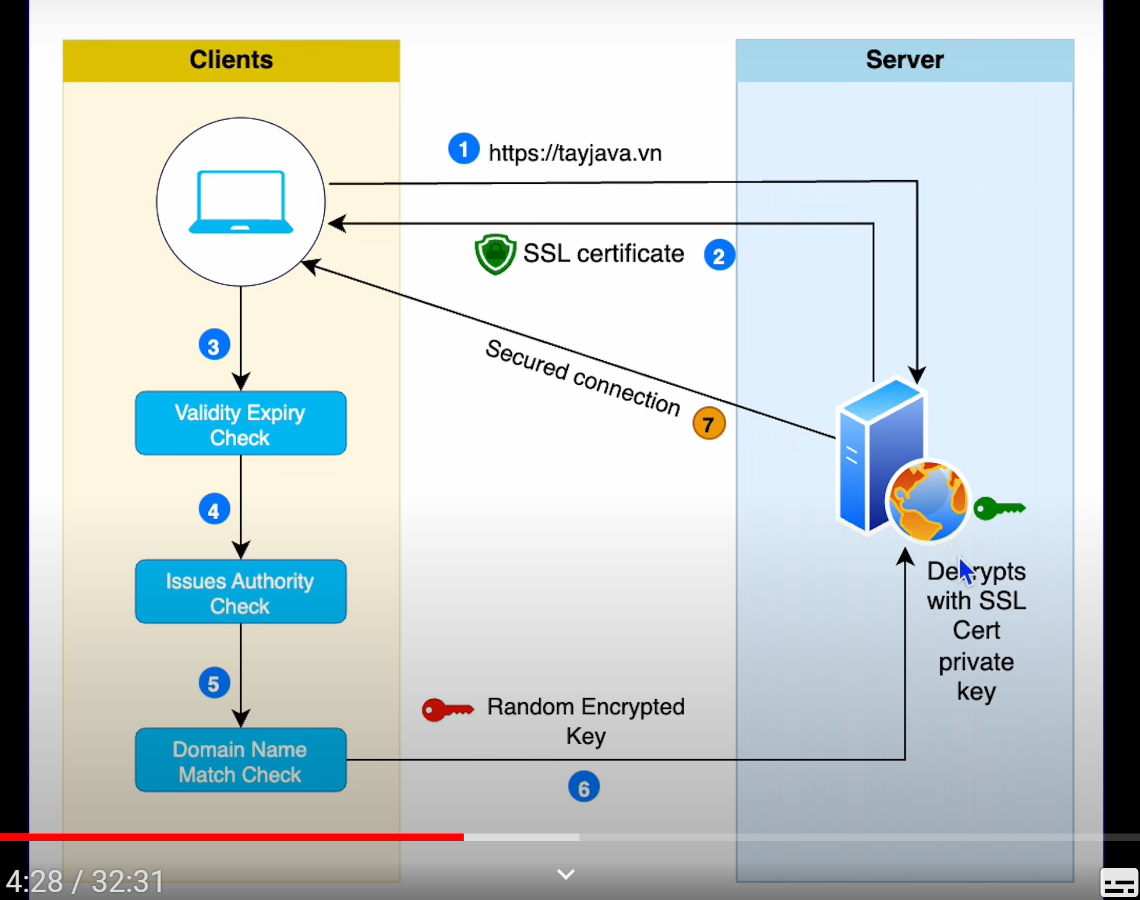 Clients
Server
1
https://tayjava.vn
SSL certificate
2
3
Secured connection
7
Validity Expiry
Check
4
Issues Authority
Check
Decrypts
with SSL
Cert
private
key
5
Random Encrypted
Key
6
Domain Name
Match Check
4:28 / 32:31